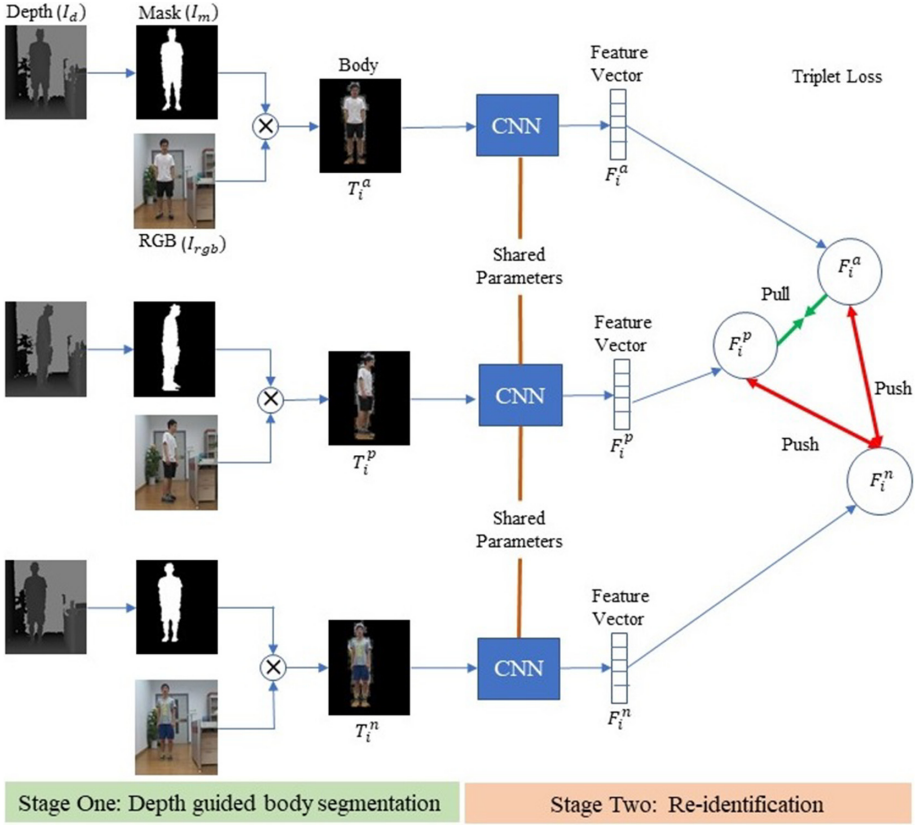 Depth (I_d)
Mask (I_m)
Body
RGB (I_rgb)
T_i^a
CNN
Feature
Vector
F_i^a
Triplet Loss
Shared
Parameters
T_i^p
CNN
Feature
Vector
F_i^p
F_i^a
Pull
F_i^p
Push
Push
F_i^n
Shared
Parameters
T_i^n
CNN
Feature
Vector
F_i^n
Stage One: Depth guided body segmentation
Stage Two: Re-identification